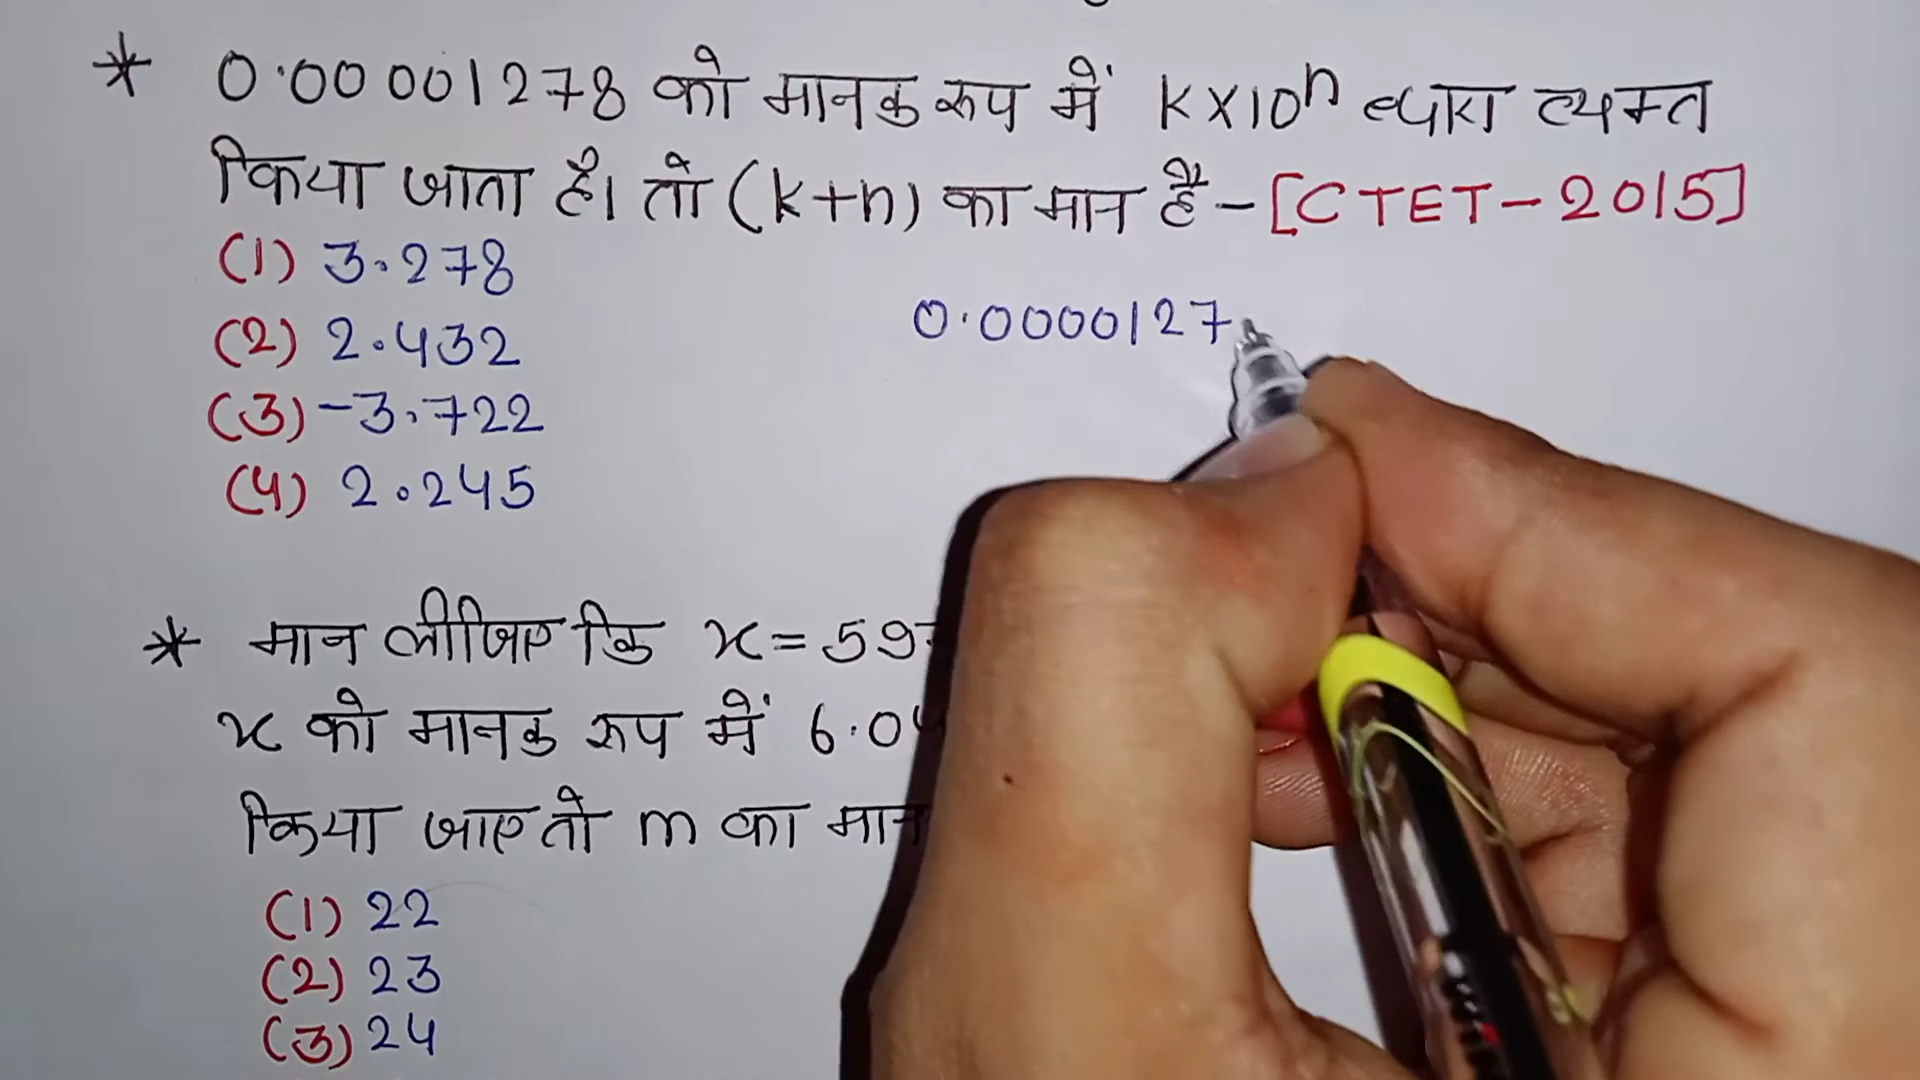 * 0.00001278 को मानक रूप में K×10ⁿ व्दारा व्यक्त
किया जाता है। तो (k+n) का मान है - [CTET-2015]
(1) 3.278
(2) 2.432
(3) -3.722
(4) 2.245
0.0000127
* मान लीजिए कि x = 59
x को मानक रूप में 6.0
किया जाए तो m का मान
(1) 22
(2) 23
(3) 24